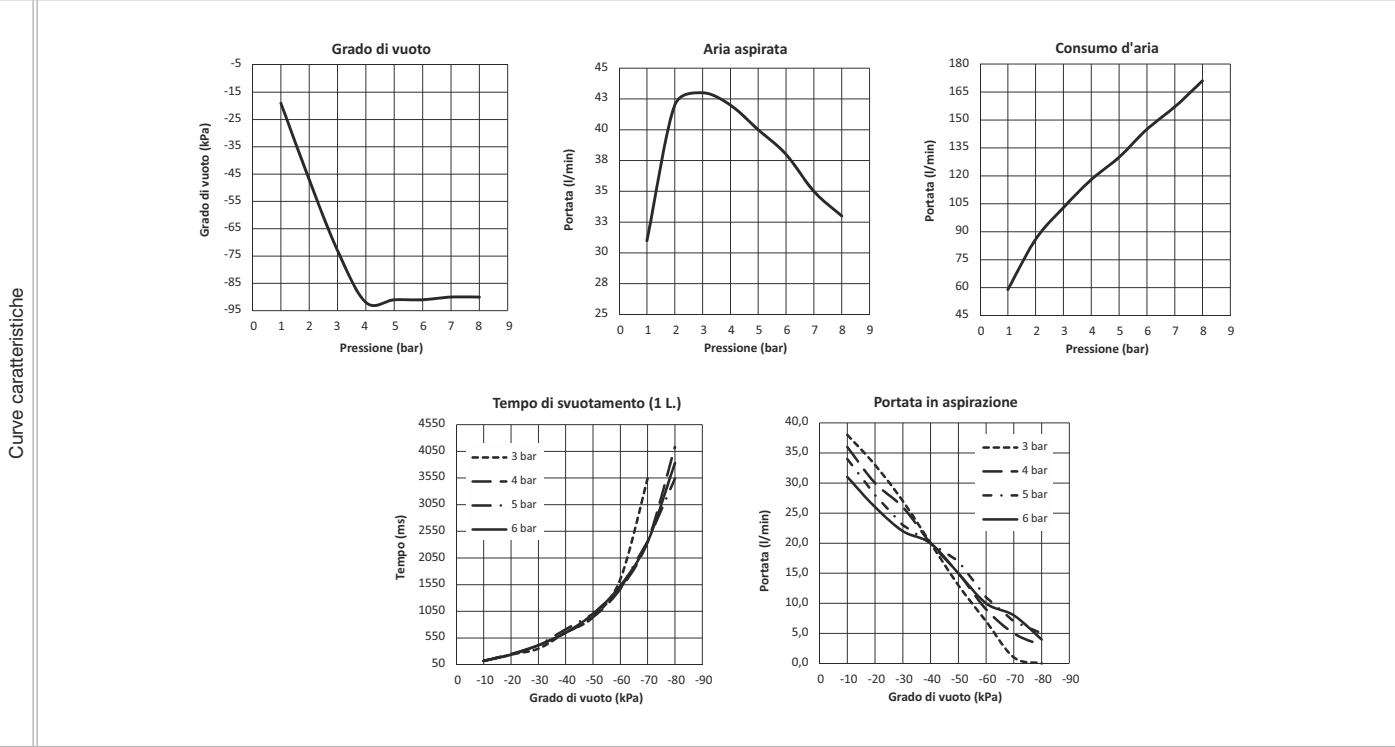 Curve caratteristiche
Grado di vuoto
Grado di vuoto (kPa)
-5
-15
-25
-35
-45
-55
-65
-75
-85
-95
0 1 2 3 4 5 6 7 8 9
Pressione (bar)
Aria aspirata
Portata (l/min)
45
43
40
38
35
33
30
28
25
0 1 2 3 4 5 6 7 8 9
Pressione (bar)
Consumo d'aria
Portata (l/min)
180
165
150
135
120
105
90
75
60
45
0 1 2 3 4 5 6 7 8 9
Pressione (bar)
Tempo di svuotamento (1 L.)
Tempo (ms)
4550
4050
3550
3050
2550
2050
1550
1050
550
50
3 bar
4 bar
5 bar
6 bar
0 -10 -20 -30 -40 -50 -60 -70 -80 -90
Grado di vuoto (kPa)
Portata in aspirazione
Portata (l/min)
40,0
35,0
30,0
25,0
20,0
15,0
10,0
5,0
0,0
3 bar
4 bar
5 bar
6 bar
0 -10 -20 -30 -40 -50 -60 -70 -80 -90
Grado di vuoto (kPa)